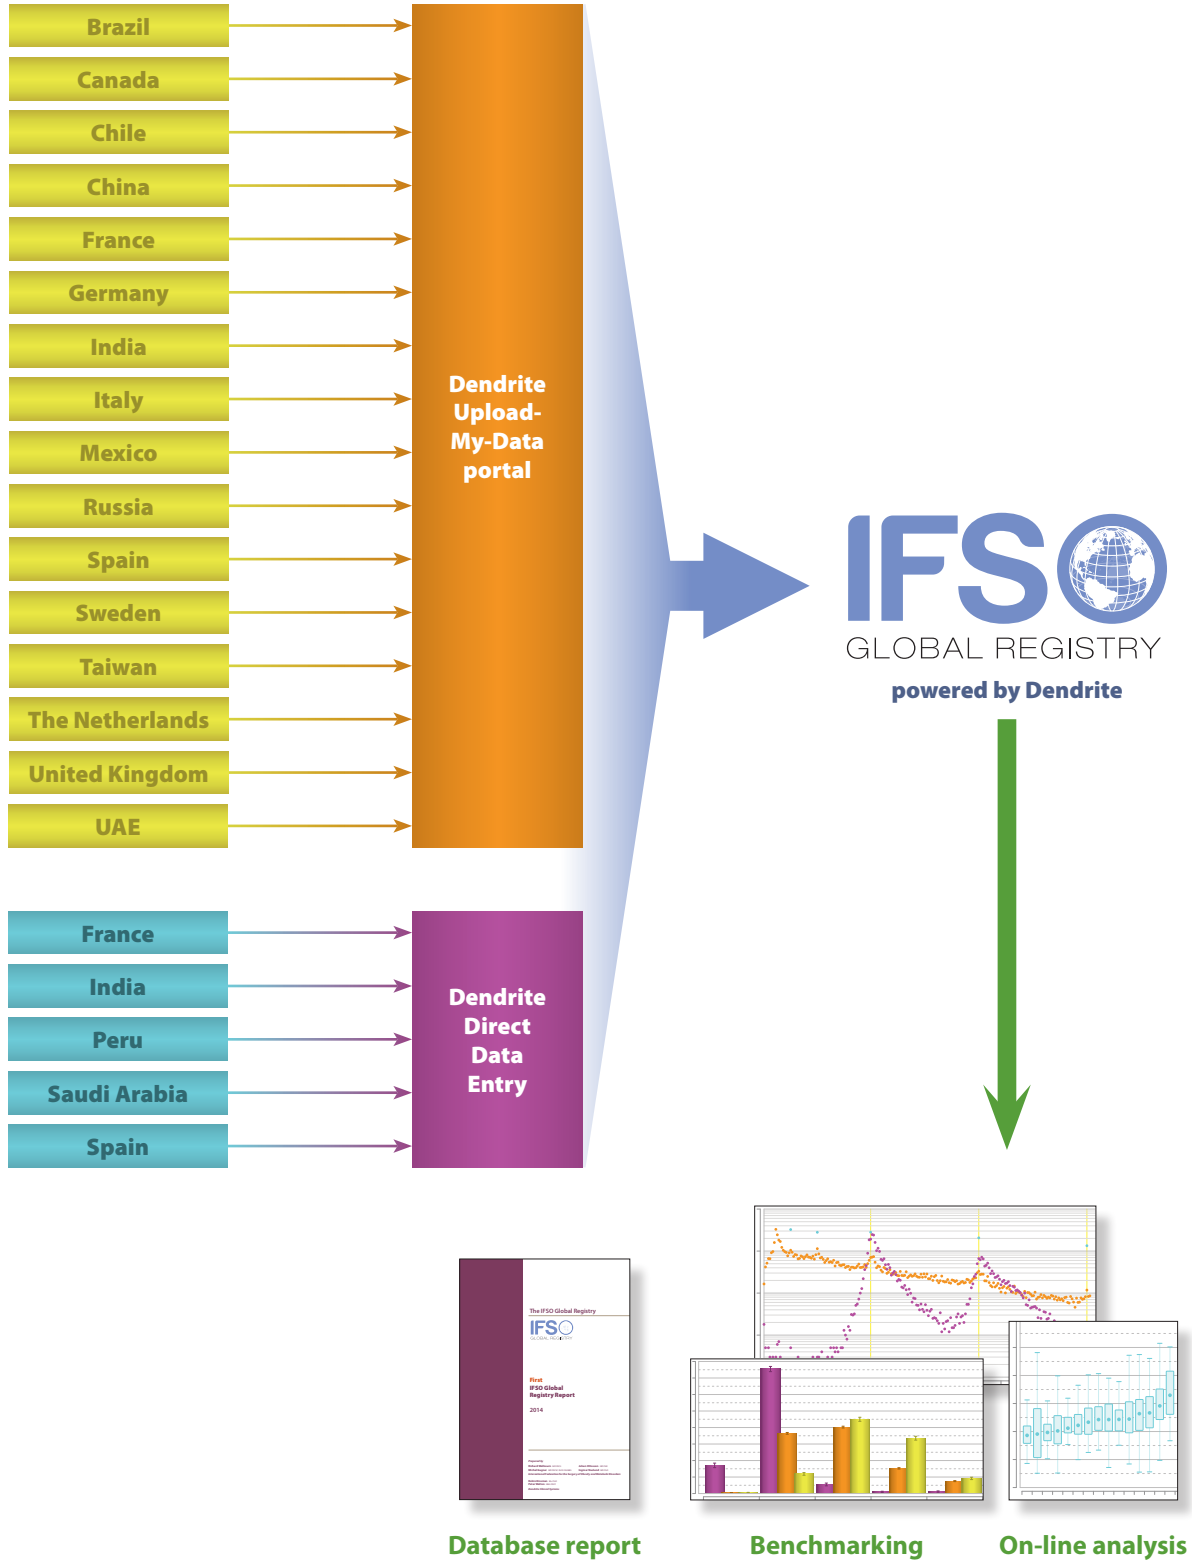 Brazil
Canada
Chile
China
France
Germany
India
Italy
Mexico
Russia
Spain
Sweden
Taiwan
The Netherlands
United Kingdom
UAE
Dendrite
Upload-
My-Data
portal
France
India
Peru
Saudi Arabia
Spain
Dendrite
Direct
Data
Entry
IFSO
GLOBAL REGISTRY
powered by Dendrite
The IFSO Global Registry
IFSO
GLOBAL REGISTRY
First
IFSO Global
Registry Report
2014
Database report
Benchmarking
On-line analysis